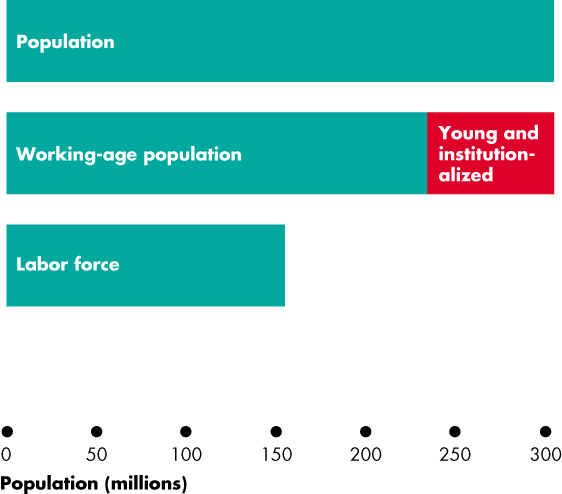 Population
Working-age population
Young and
institution-
alized
Labor force
0 50 100 150 200 250 300
Population (millions)